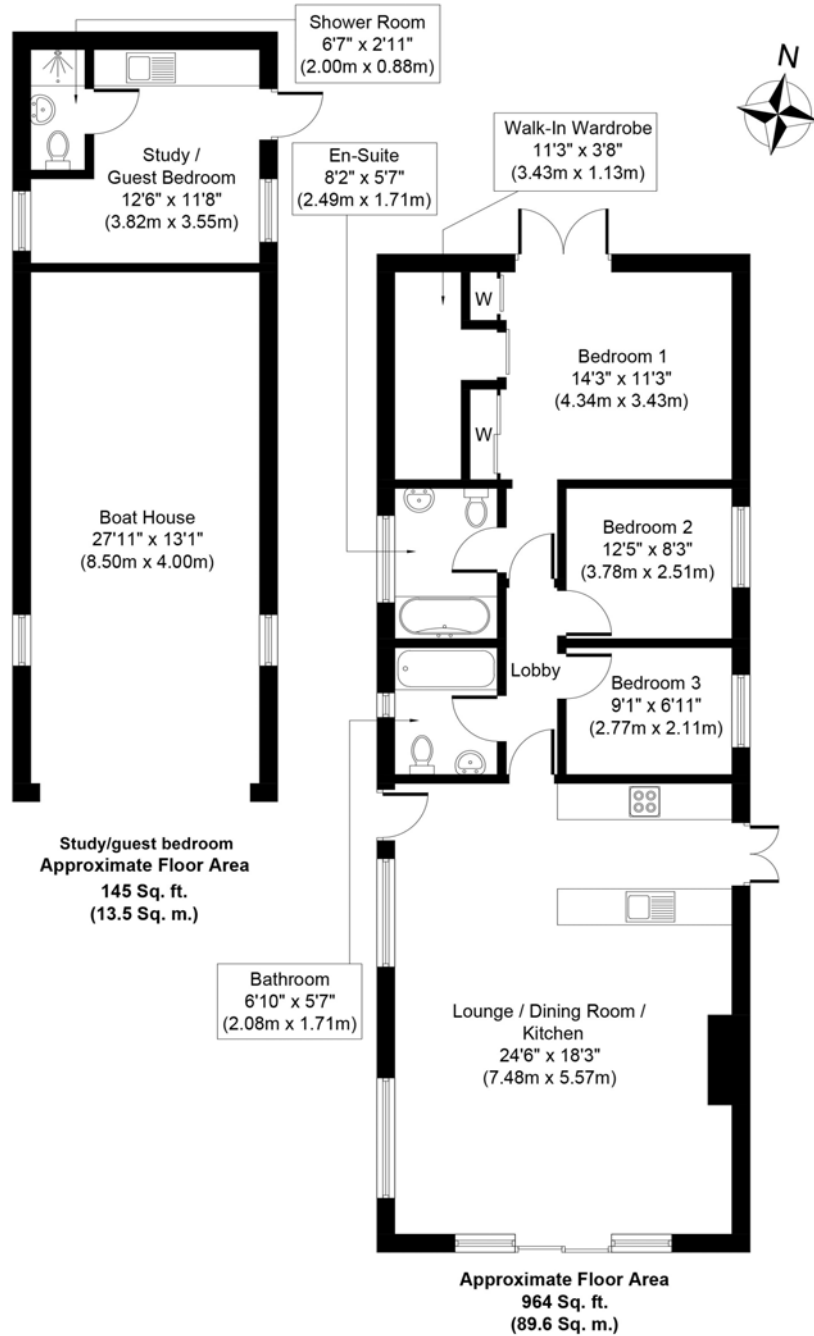 Shower Room
6'7" x 2'11"
(2.00m x 0.88m)
N
Walk-In Wardrobe
11'3" x 3'8"
(3.43m x 1.13m)
En-Suite
8'2" x 5'7"
(2.49m x 1.71m)
Study /
Guest Bedroom
12'6" x 11'8"
(3.82m x 3.55m)
W
Bedroom 1
14'3" x 11'3"
(4.34m x 3.43m)
W
Boat House
27'11" x 13'1"
(8.50m x 4.00m)
Bedroom 2
12'5" x 8'3"
(3.78m x 2.51m)
Lobby
Bedroom 3
9'1" x 6'11"
(2.77m x 2.11m)
Study/guest bedroom
Approximate Floor Area
145 Sq. ft.
(13.5 Sq. m.)
Bathroom
6'10" x 5'7"
(2.08m x 1.71m)
Lounge / Dining Room /
Kitchen
24'6" x 18'3"
(7.48m x 5.57m)
Approximate Floor Area
964 Sq. ft.
(89.6 Sq. m.)